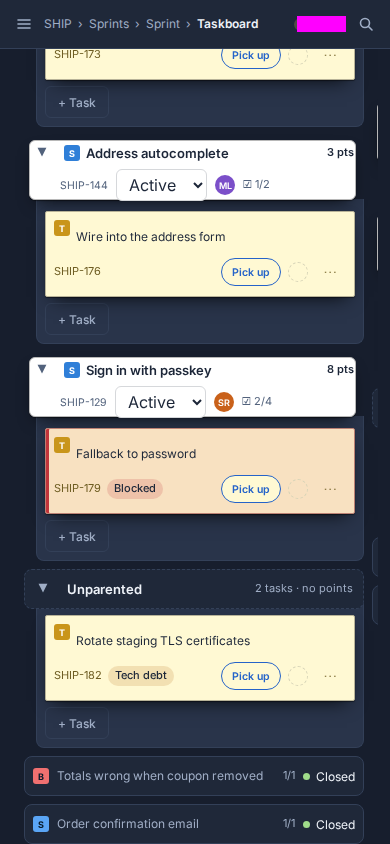 SHIP › Sprints › Sprint › Taskboard
SHIP-173 Pick up ...
+ Task
▼ S Address autocomplete 3 pts
SHIP-144 Active ML ☑ 1/2
T Wire into the address form
SHIP-176 Pick up ...
+ Task
▼ S Sign in with passkey 8 pts
SHIP-129 Active SR ☑ 2/4
T Fallback to password
SHIP-179 Blocked Pick up ...
+ Task
▼ Unparented 2 tasks · no points
T Rotate staging TLS certificates
SHIP-182 Tech debt Pick up ...
+ Task
B Totals wrong when coupon removed 1/1 Closed
S Order confirmation email 1/1 Closed